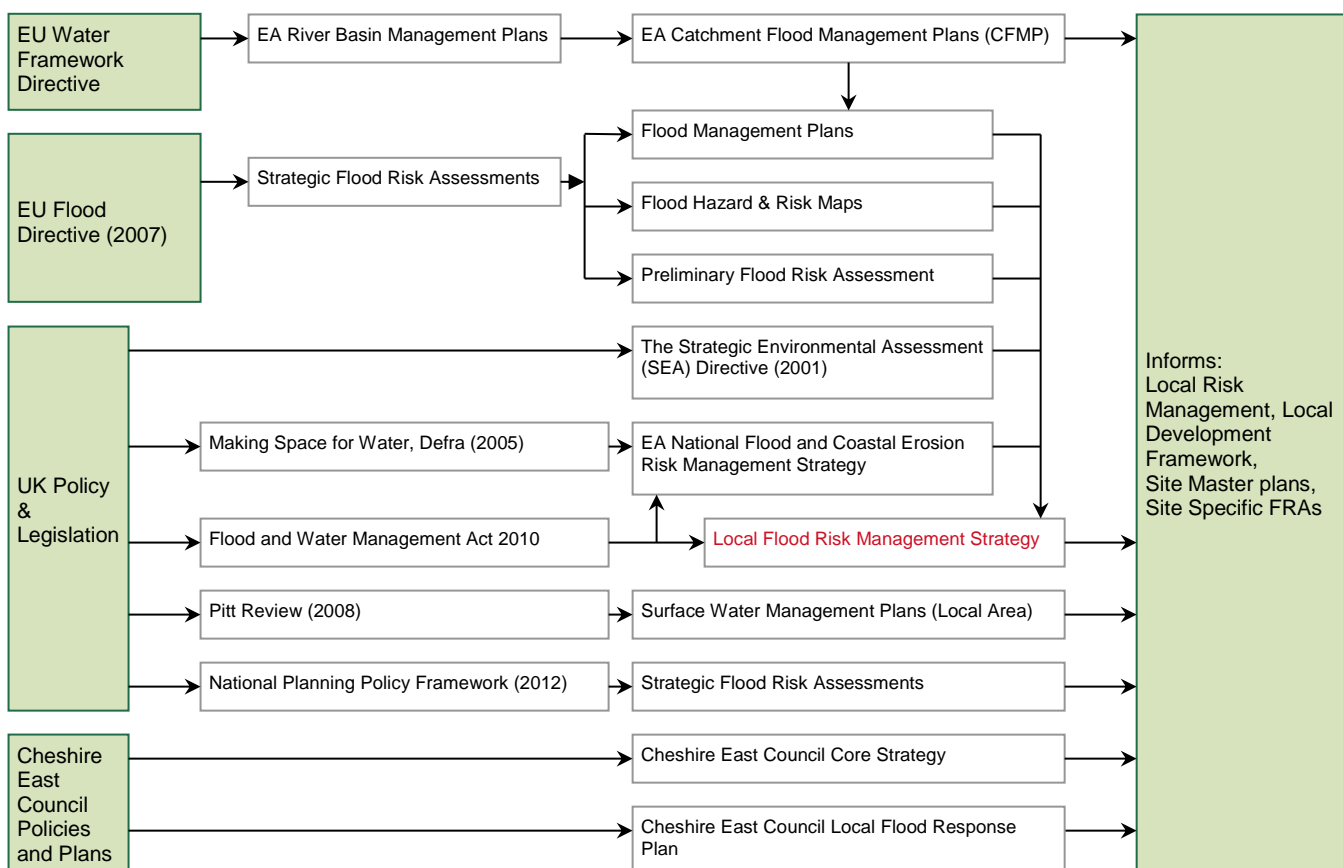 EU Water
Framework
Directive
EA River Basin Management Plans
EA Catchment Flood Management Plans (CFMP)
EU Flood
Directive (2007)
Strategic Flood Risk Assessments
Flood Management Plans
Flood Hazard & Risk Maps
Preliminary Flood Risk Assessment
UK Policy
&
Legislation
The Strategic Environmental Assessment
(SEA) Directive (2001)
Making Space for Water, Defra (2005)
EA National Flood and Coastal Erosion
Risk Management Strategy
Flood and Water Management Act 2010
Local Flood Risk Management Strategy
Pitt Review (2008)
Surface Water Management Plans (Local Area)
National Planning Policy Framework (2012)
Strategic Flood Risk Assessments
Cheshire
East
Council
Policies
and Plans
Cheshire East Council Core Strategy
Cheshire East Council Local Flood Response
Plan
Informs:
Local Risk
Management, Local
Development
Framework,
Site Master plans,
Site Specific FRAs